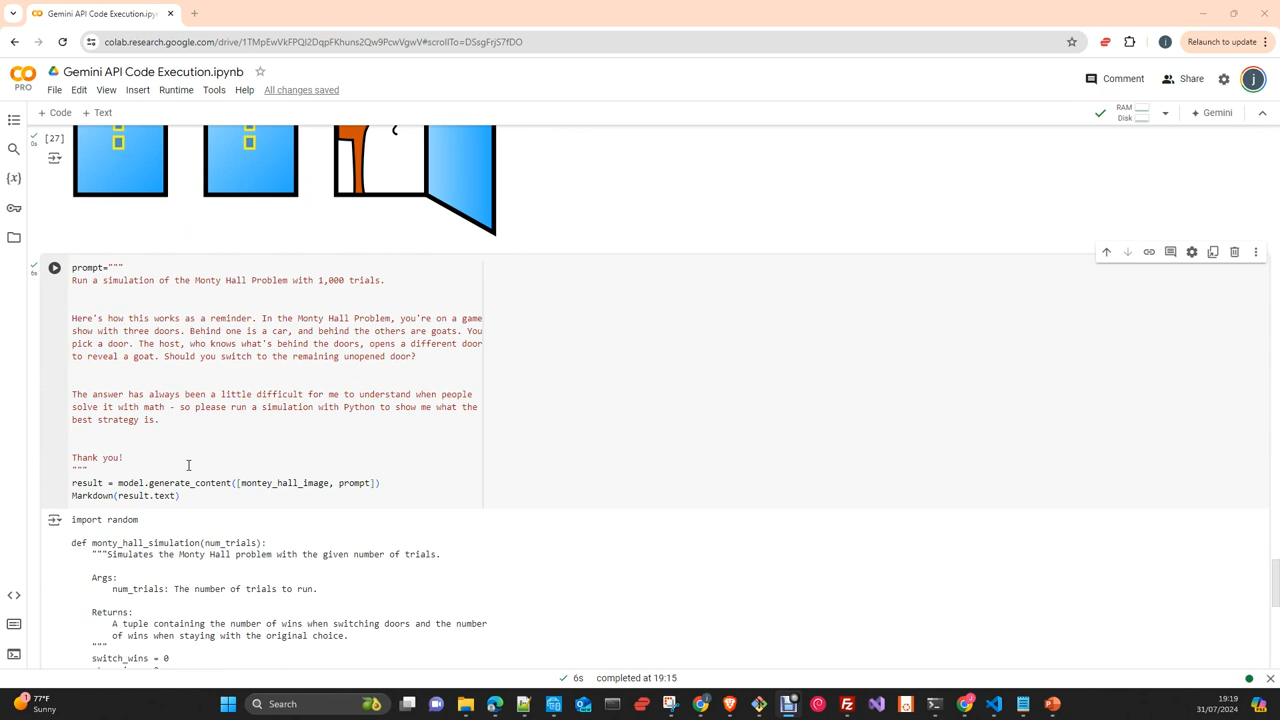 Gemini API Code Execution.ipy
colab.research.google.com/drive/1TMpEwVkFPQI2DqpFKhuns2Qw9PcwVgwV#scrollTo=DSsgFrjS7fDO
Relaunch to update
CO
PRO
Gemini API Code Execution.ipynb
File Edit View Insert Runtime Tools Help All changes saved
Comment Share j
+ Code + Text
RAM
Disk
Gemini
0s
[27]
6s
prompt="""
Run a simulation of the Monty Hall Problem with 1,000 trials.
Here's how this works as a reminder. In the Monty Hall Problem, you're on a game
show with three doors. Behind one is a car, and behind the others are goats. You
pick a door. The host, who knows what's behind the doors, opens a different door
to reveal a goat. Should you switch to the remaining unopened door?
The answer has always been a little difficult for me to understand when people
solve it with math - so please run a simulation with Python to show me what the
best strategy is.
Thank you!
"""
result = model.generate_content([montey_hall_image, prompt])
Markdown(result.text)
import random
def monty_hall_simulation(num_trials):
"""Simulates the Monty Hall problem with the given number of trials.
Args:
num_trials: The number of trials to run.
Returns:
A tuple containing the number of wins when switching doors and the number
of wins when staying with the original choice.
"""
switch_wins = 0
6s completed at 19:15
77°F
Sunny
Search
19:19
31/07/2024